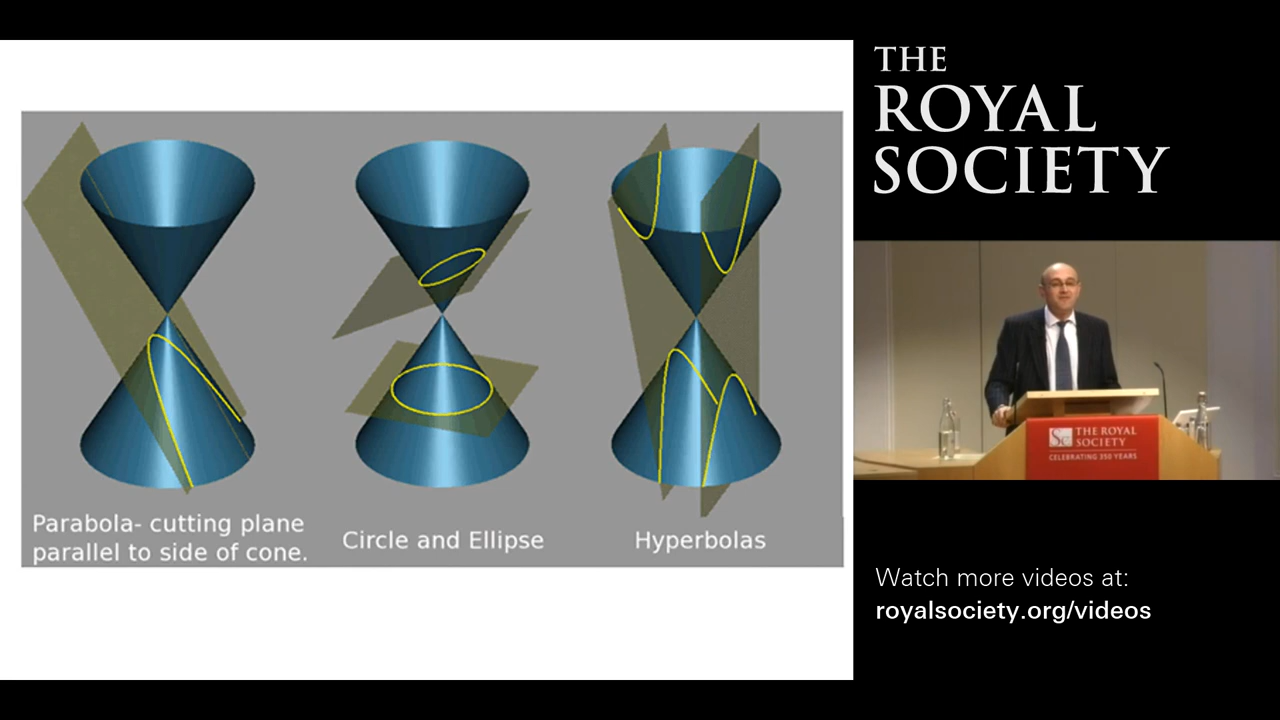 Parabola- cutting plane
parallel to side of cone.
Circle and Ellipse
Hyperbolas
THE
ROYAL
SOCIETY
THE ROYAL
SOCIETY
CELEBRATING 350 YEARS
Watch more videos at:
royalsociety.org/videos